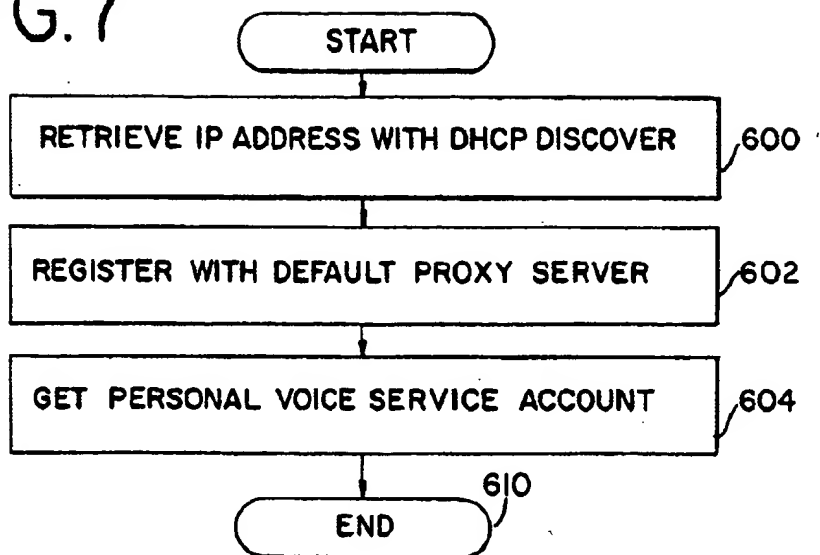 G. 7
START
RETRIEVE IP ADDRESS WITH DHCP DISCOVER
600
REGISTER WITH DEFAULT PROXY SERVER
602
GET PERSONAL VOICE SERVICE ACCOUNT
604
610
END